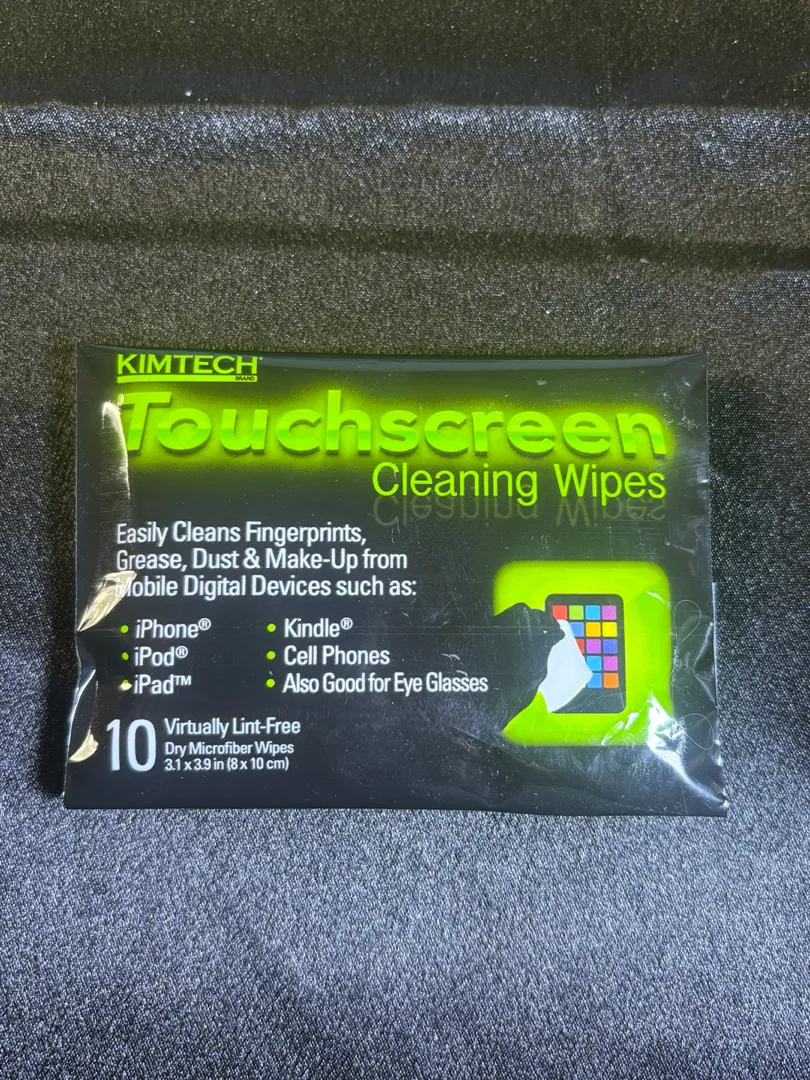 KIMTECH
BRAND
Touchscreen
Cleaning Wipes
Easily Cleans Fingerprints,
Grease, Dust & Make-Up from
Mobile Digital Devices such as:
• iPhone®
• iPod®
• iPad™
• Kindle®
• Cell Phones
• Also Good for Eye Glasses
10 Virtually Lint-Free
Dry Microfiber Wipes
3.1 x 3.9 in (8 x 10 cm)